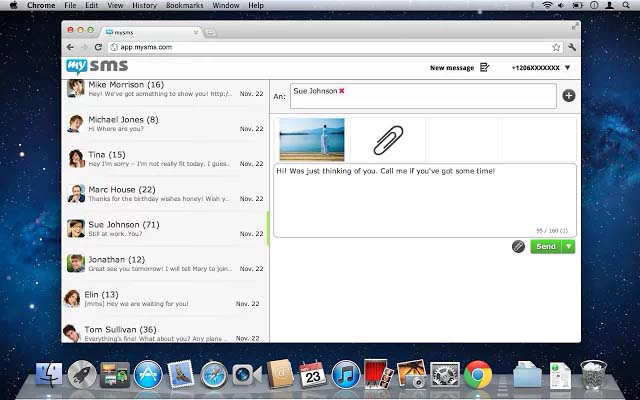 Chrome File Edit View History Bookmarks Window Help
mysms
app.mysms.com
my sms
New message
+1206XXXXXXX
Mike Morrison (16)
Hey! We've got something to show you! http:/..
Nov. 22
Michael Jones (8)
Hi Where are you?
Nov. 22
Tina (15)
Hey I'm sorry – I'm not really fit today, I gues..
Nov. 22
Marc House (22)
Thanks for the birthday wishes honey! Wish y..
Nov. 22
Sue Johnson (71)
Still at work. You?
Nov. 22
Jonathan (12)
Great see you tomorrow! I will tell Mary to join..
Nov. 22
Elin (13)
[mms] Hey we are waiting for you!
Nov. 22
Tom Sullivan (36)
Everything's fine! What about you? Any plans ..
Nov. 22
An:
Sue Johnson
Hi! Was just thinking of you. Call me if you've got some time!
95 / 160 (1)
Send
23